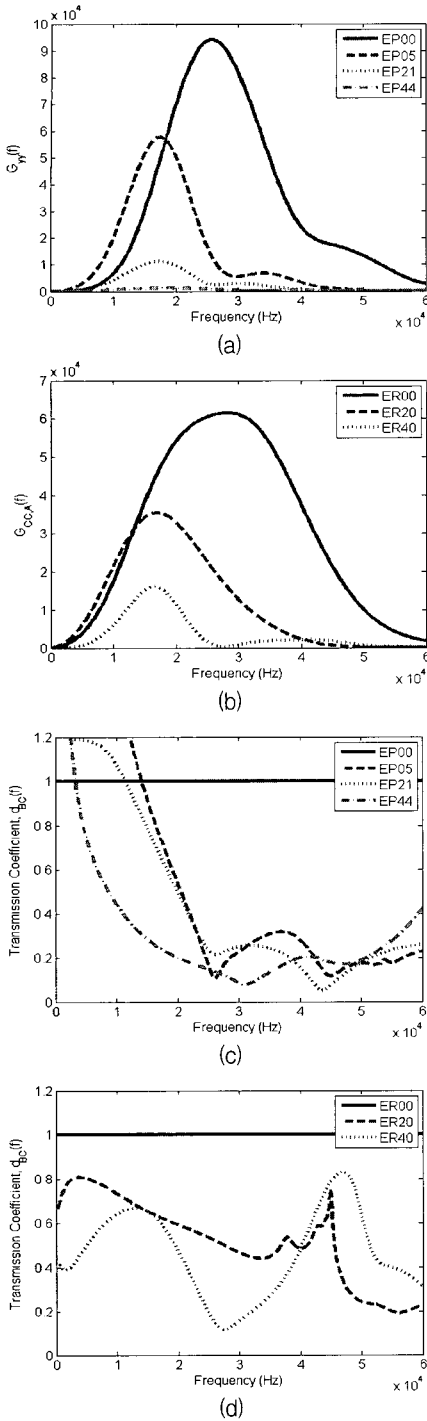 x 10^4
10
9
8
7
6
5
4
3
2
1
0
G_yy(f)
EP00
EP05
EP21
EP44
0 1 2 3 4 5 6
Frequency (Hz)
x 10^4
(a)
x 10^4
7
6
5
4
3
2
1
0
G_CC,A(f)
ER00
ER20
ER40
0 1 2 3 4 5 6
Frequency (Hz)
x 10^4
(b)
1.2
1
0.8
0.6
0.4
0.2
0
Transmission Coefficient, d_BC(f)
EP00
EP05
EP21
EP44
0 1 2 3 4 5 6
Frequency (Hz)
x 10^4
(c)
1.2
1
0.8
0.6
0.4
0.2
0
Transmission Coefficient, d_BC(f)
ER00
ER20
ER40
0 1 2 3 4 5 6
Frequency (Hz)
x 10^4
(d)